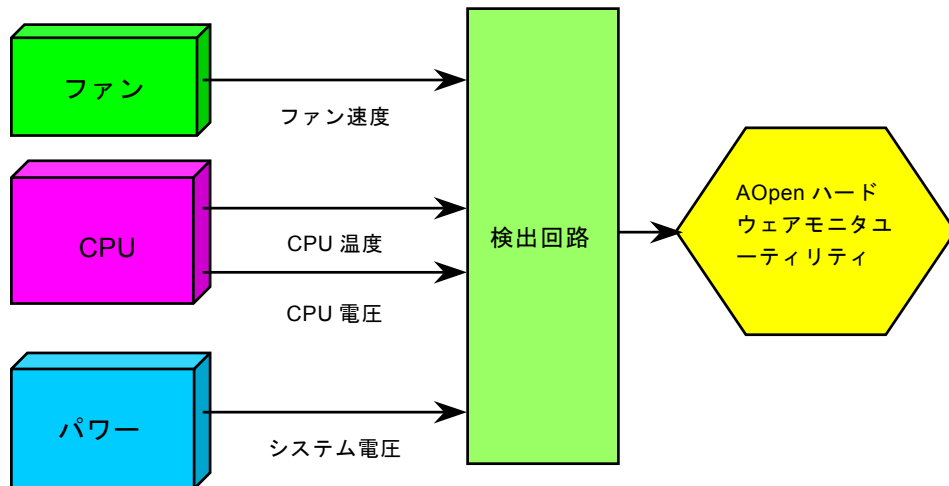 ファン
ファン速度
CPU
CPU 温度
CPU 電圧
パワー
システム電圧
検出回路
AOpen ハード
ウェアモニタユ
ーティリティ